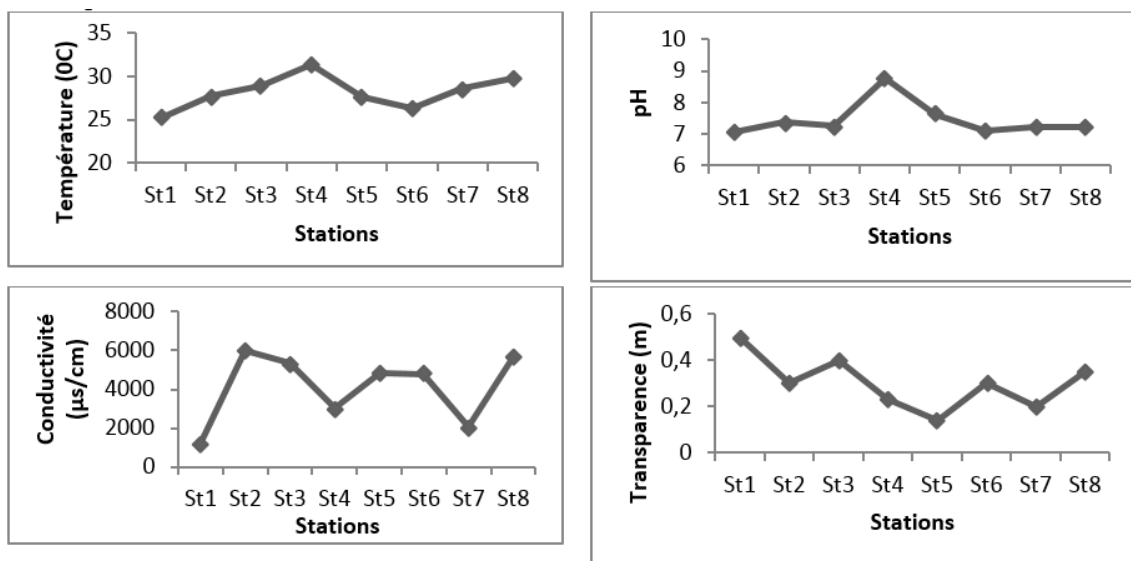 Température (0C)
35
30
25
20
St1 St2 St3 St4 St5 St6 St7 St8
Stations
pH
10
9
8
7
6
St1 St2 St3 St4 St5 St6 St7 St8
Stations
Conductivité
(µs/cm)
8000
6000
4000
2000
0
St1 St2 St3 St4 St5 St6 St7 St8
Stations
Transparence (m)
0,6
0,4
0,2
0
St1 St2 St3 St4 St5 St6 St7 St8
Stations